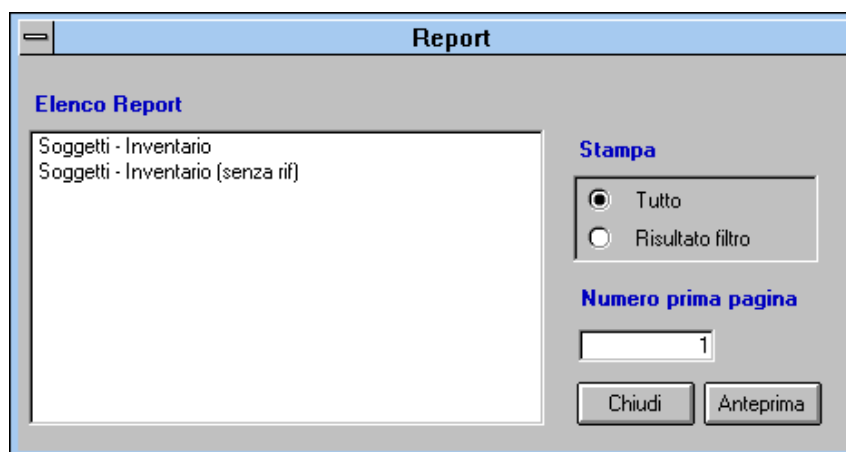 Report
Elenco Report
Soggetti - Inventario
Soggetti - Inventario (senza rif)
Stampa
Tutto
Risultato filtro
Numero prima pagina
1
Chiudi
Anteprima